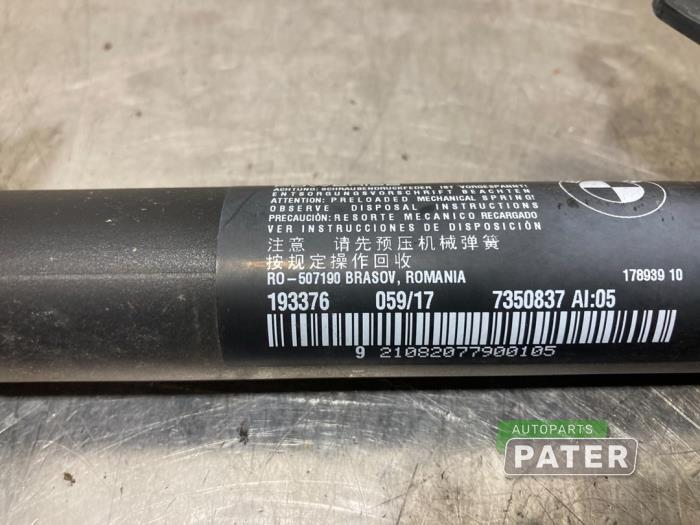 ACHTUNG: SCHRAUBENDRUCKFEDER IST VORGESPANNT!
ENTSORGUNGSVORSCHRIFT BEACHTEN
ATTENTION: PRELOADED MECHANICAL SPRING!
OBSERVE DISPOSAL INSTRUCTIONS
PRECAUCIÓN: RESORTE MECANICO RECARGADO
VER INSTRUCCIONES DE DISPOSICIÓN
注意 请先预压机械弹簧
按规定操作回收
RO-507190 BRASOV, ROMANIA 178939 10
193376 059/17 7350837 AI:05
9 21082077900105
AUTOPARTS
PATER